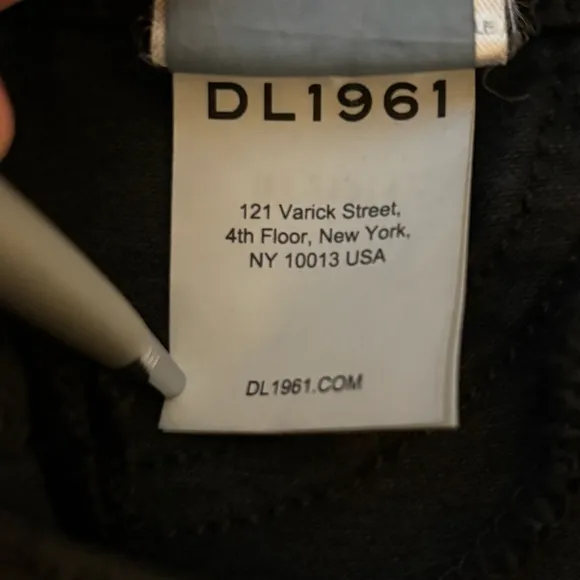 DL1961
121 Varick Street,
4th Floor, New York,
NY 10013 USA
DL1961.COM